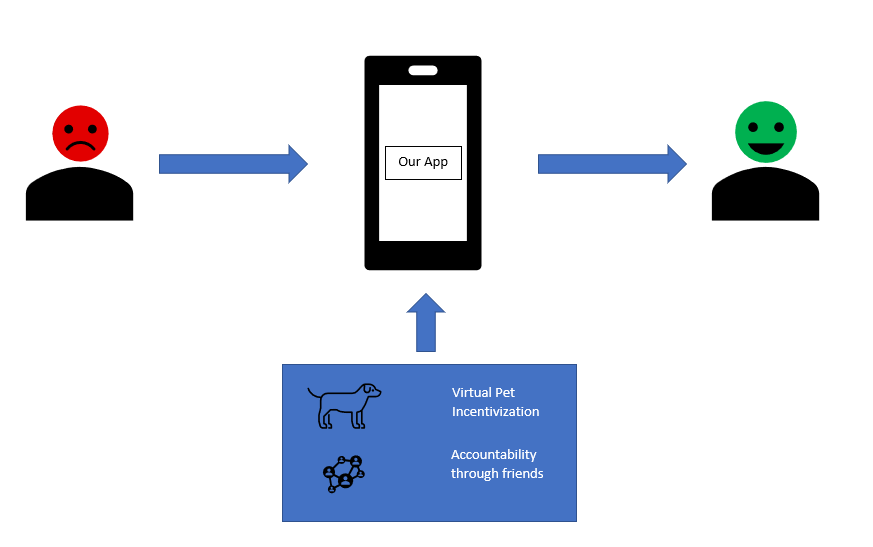 Our App
Virtual Pet
Incentivization
Accountability
through friends